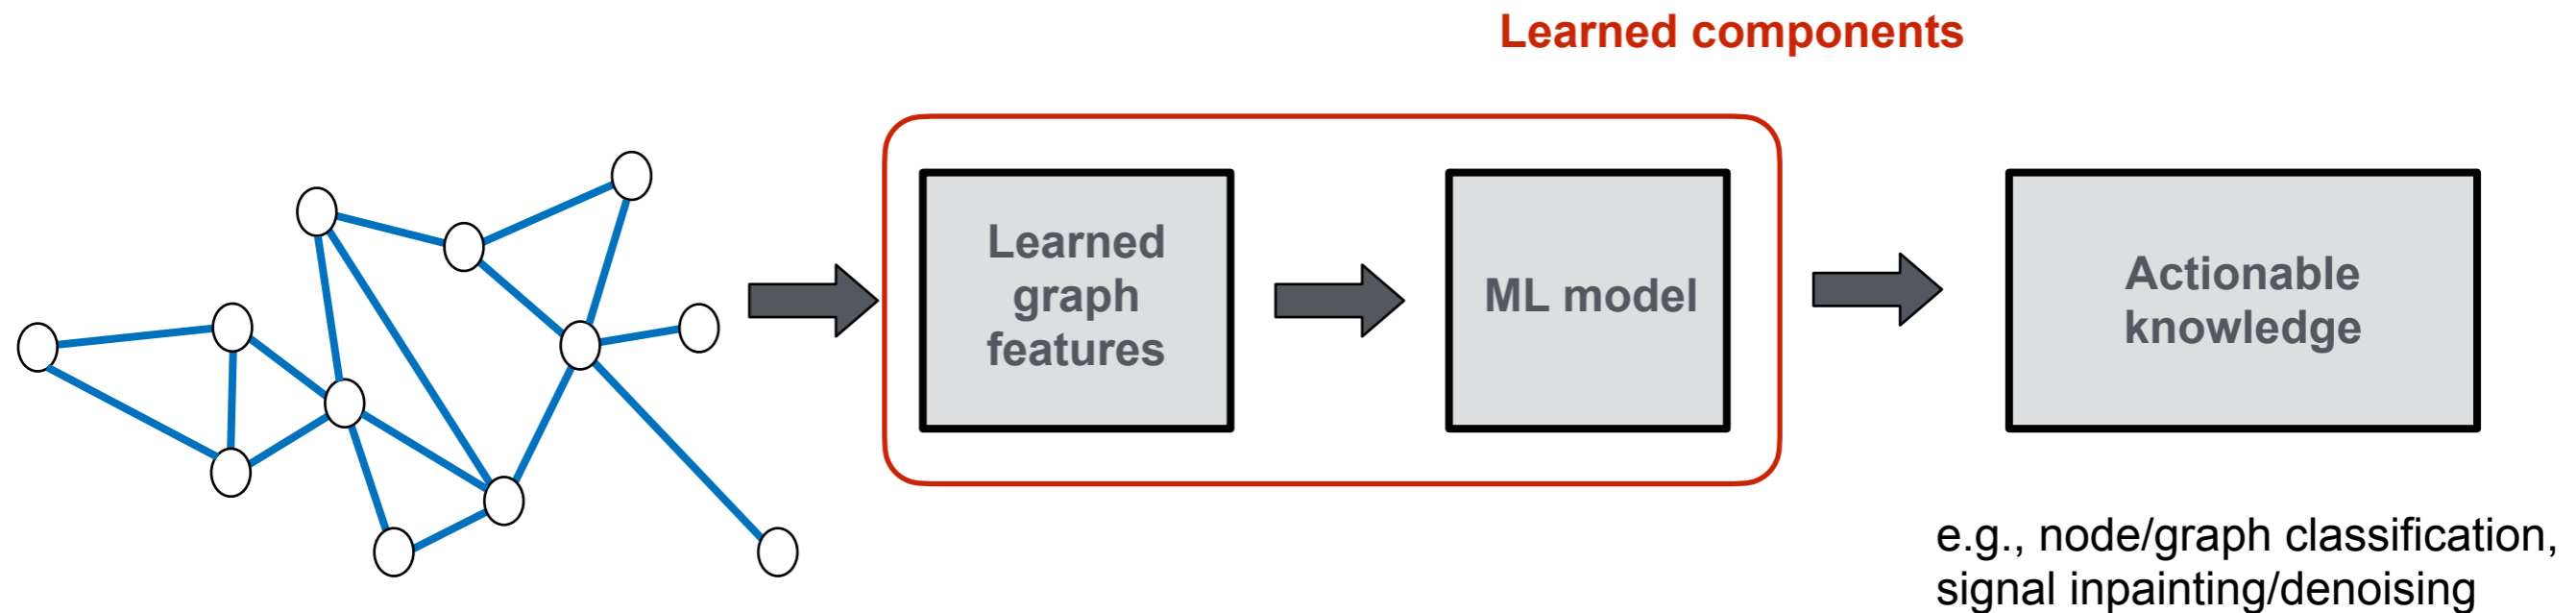 Learned components
Learned
graph
features
ML model
Actionable
knowledge
e.g., node/graph classification,
signal inpainting/denoising